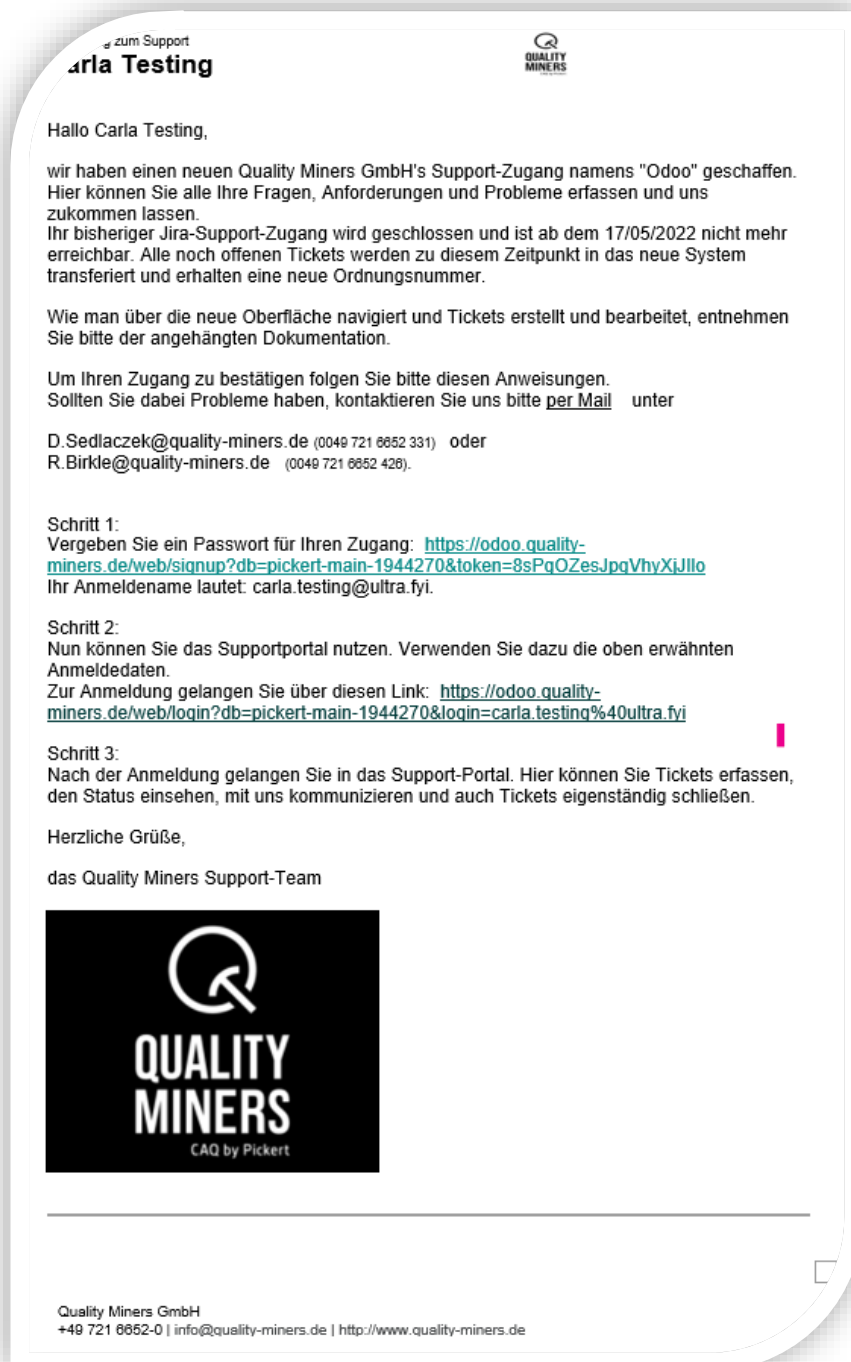 zum Support
arla Testing
QUALITY
MINERS
Hallo Carla Testing,
wir haben einen neuen Quality Miners GmbH's Support-Zugang namens "Odoo" geschaffen.
Hier können Sie alle Ihre Fragen, Anforderungen und Probleme erfassen und uns
zukommen lassen.
Ihr bisheriger Jira-Support-Zugang wird geschlossen und ist ab dem 17/05/2022 nicht mehr
erreichbar. Alle noch offenen Tickets werden zu diesem Zeitpunkt in das neue System
transferiert und erhalten eine neue Ordnungsnummer.
Wie man über die neue Oberfläche navigiert und Tickets erstellt und bearbeitet, entnehmen
Sie bitte der angehängten Dokumentation.
Um Ihren Zugang zu bestätigen folgen Sie bitte diesen Anweisungen.
Sollten Sie dabei Probleme haben, kontaktieren Sie uns bitte per Mail unter
D.Sedlaczek@quality-miners.de (0049 721 6652 331) oder
R.Birkle@quality-miners.de (0049 721 6652 426).
Schritt 1:
Vergeben Sie ein Passwort für Ihren Zugang: https://odoo.quality-
miners.de/web/signup?db=pickert-main-1944270&token=8sPqOZesJpqVhyXjJIlo
Ihr Anmeldename lautet: carla.testing@ultra.fyi.
Schritt 2:
Nun können Sie das Supportportal nutzen. Verwenden Sie dazu die oben erwähnten
Anmeldedaten.
Zur Anmeldung gelangen Sie über diesen Link: https://odoo.quality-
miners.de/web/login?db=pickert-main-1944270&login=carla.testing%40ultra.fyi
Schritt 3:
Nach der Anmeldung gelangen Sie in das Support-Portal. Hier können Sie Tickets erfassen,
den Status einsehen, mit uns kommunizieren und auch Tickets eigenständig schließen.
Herzliche Grüße,
das Quality Miners Support-Team
QUALITY
MINERS
CAQ by Pickert
Quality Miners GmbH
+49 721 6652-0 | info@quality-miners.de | http://www.quality-miners.de